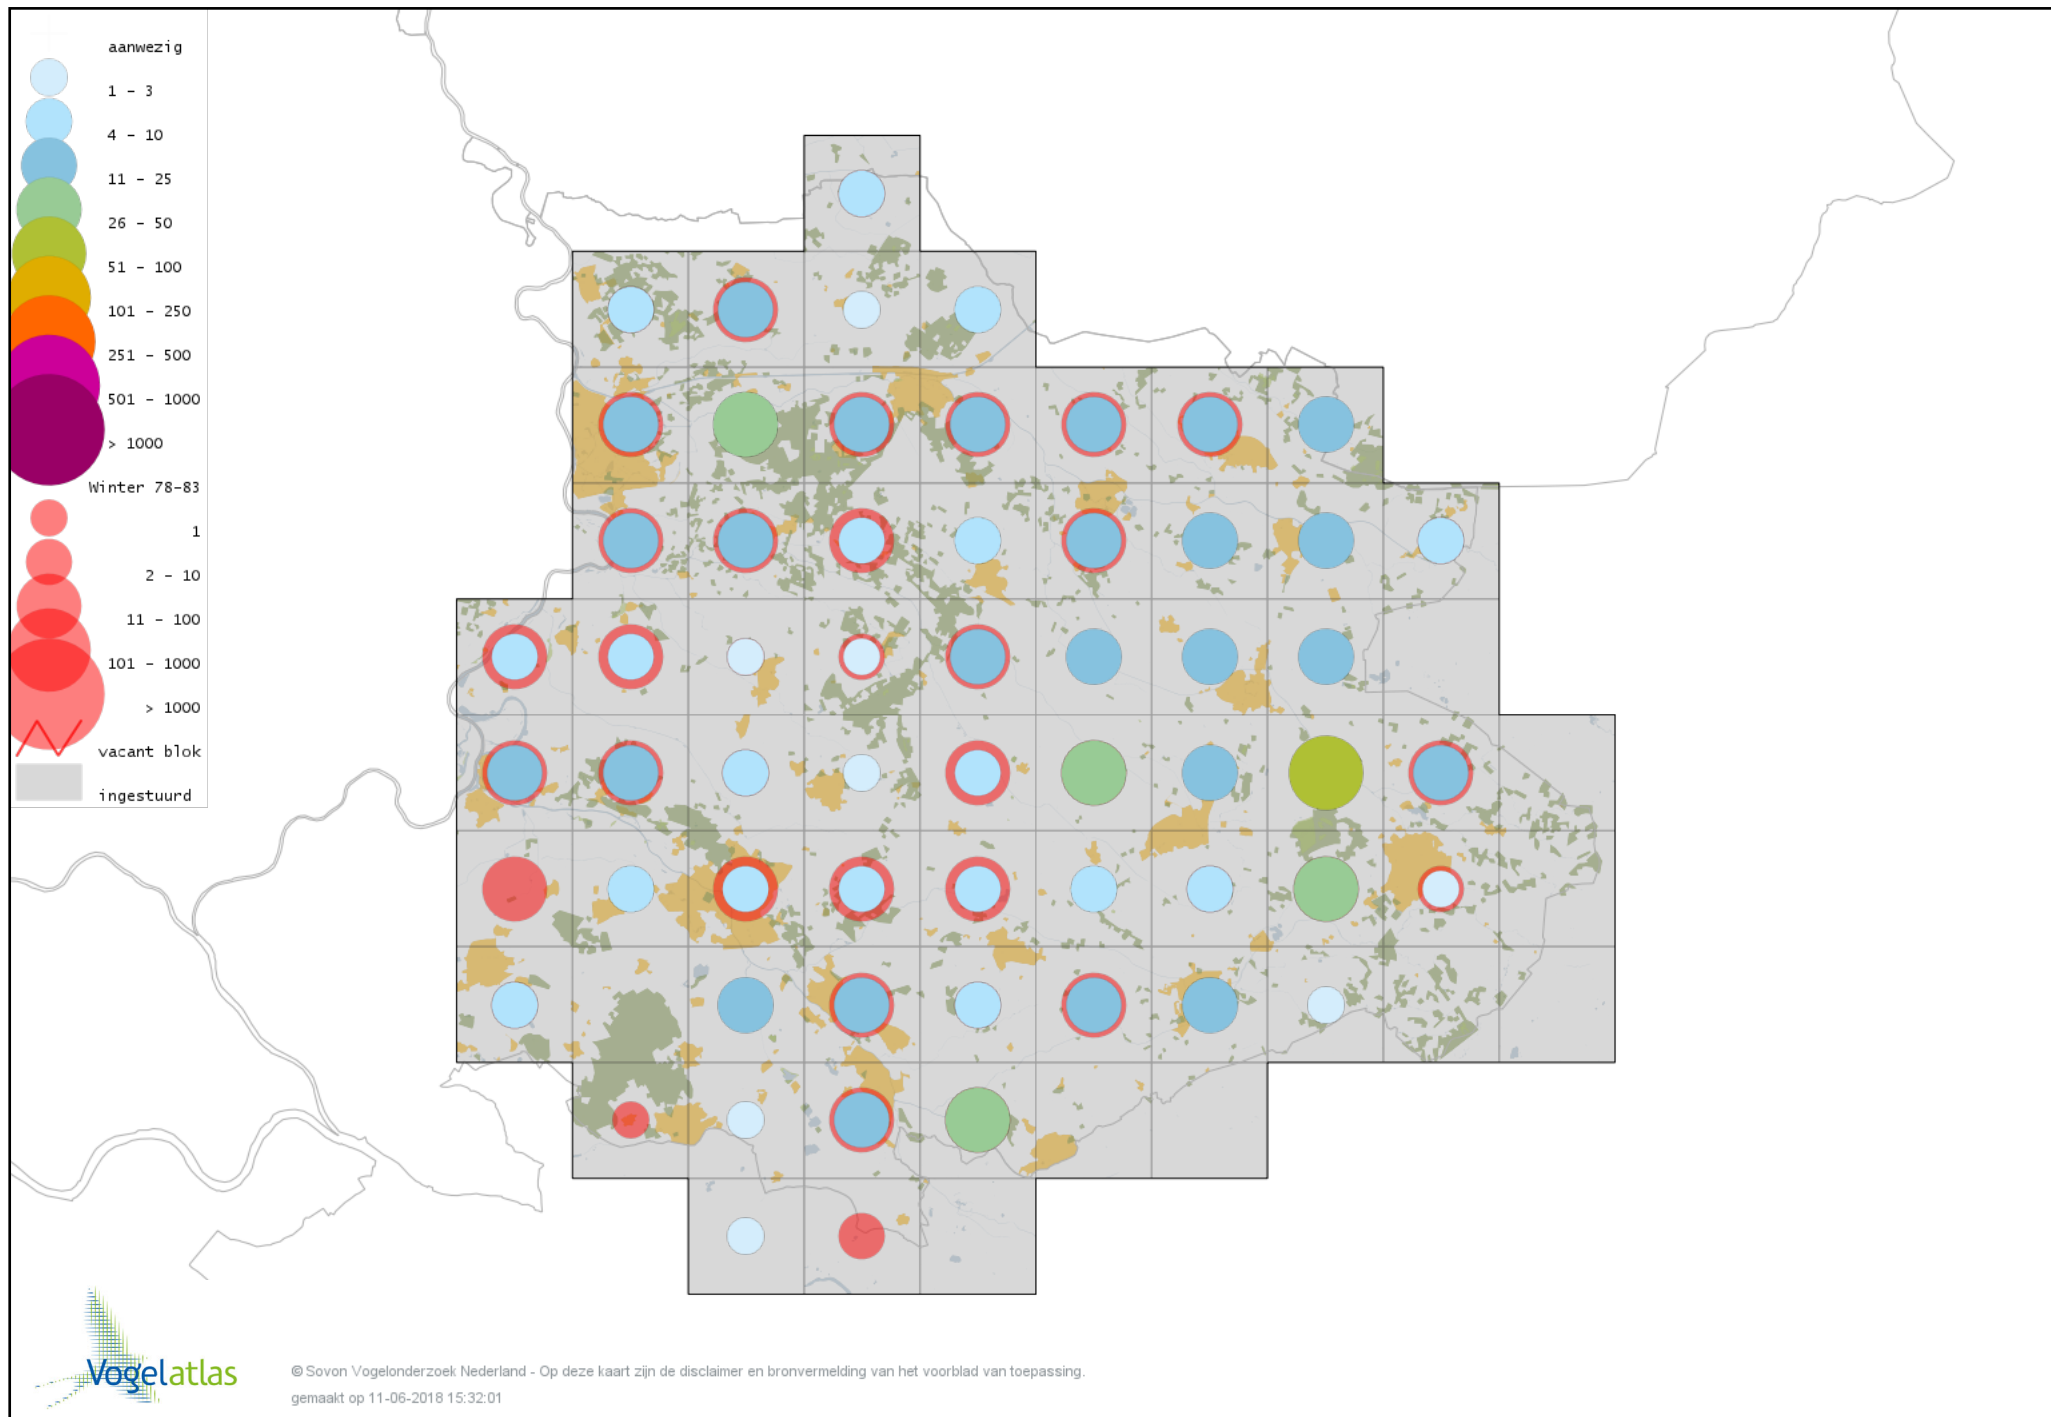 aanwezig
1 - 3
4 - 10
11 - 25
26 - 50
51 - 100
101 - 250
251 - 500
501 - 1000
> 1000
Winter 78-83
1
2 - 10
11 - 100
101 - 1000
> 1000
vacant blok
ingestuurd
Vogelatlas
© Sovon Vogelonderzoek Nederland - Op deze kaart zijn de disclaimer en bronvermelding van het voorblad van toepassing.
gemaakt op 11-06-2018 15:32:01